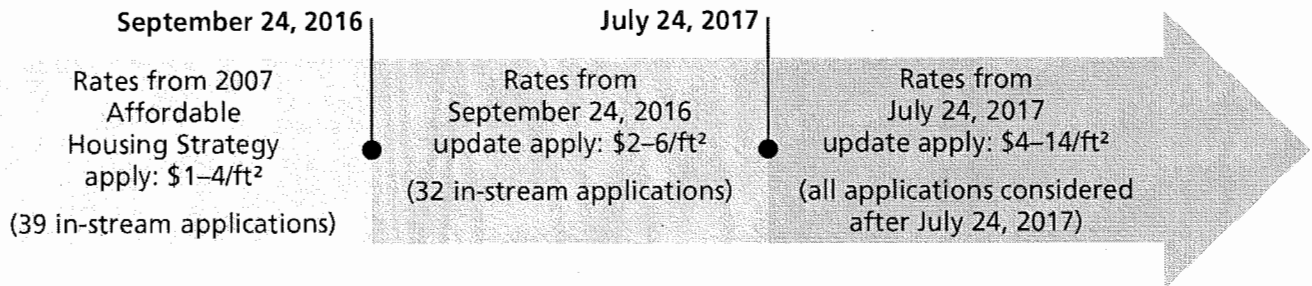 September 24, 2016
July 24, 2017
Rates from 2007
Affordable
Housing Strategy
apply: $1–4/ft²
(39 in-stream applications)
Rates from
September 24, 2016
update apply: $2–6/ft²
(32 in-stream applications)
Rates from
July 24, 2017
update apply: $4–14/ft²
(all applications considered
after July 24, 2017)